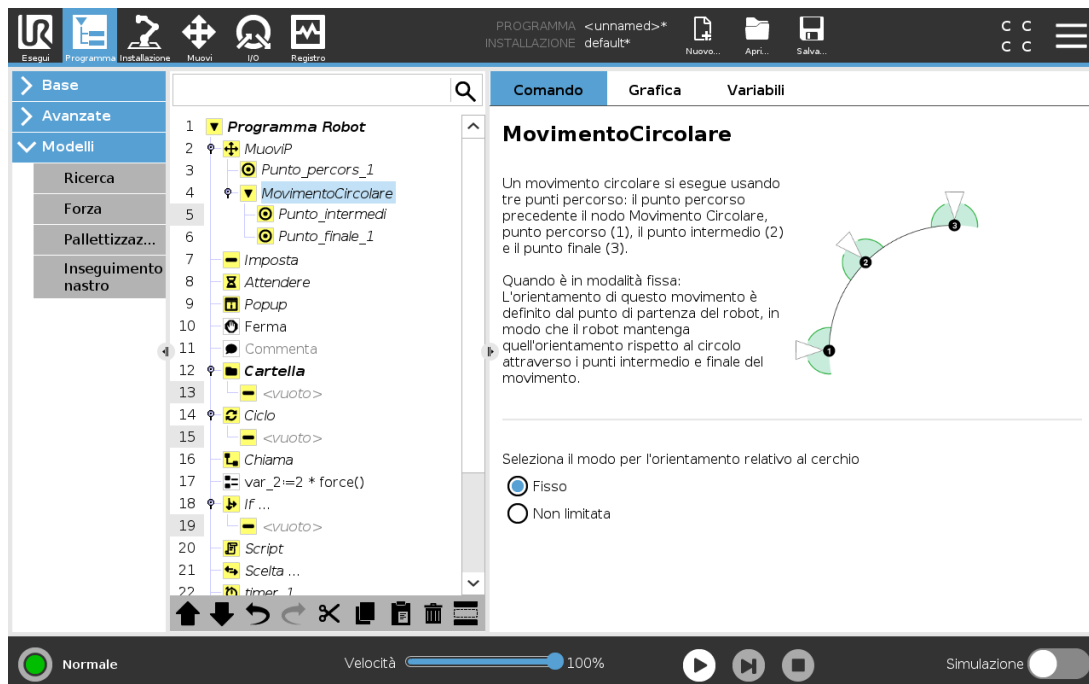 UR
PROGRAMMA <unnamed>*
INSTALLAZIONE default*
C C
C C
Esegui Programma Installazione Muovi I/O Registro Nuovo... Apri... Salva...
Base
Avanzate
Modelli
Ricerca
Forza
Pallettizzaz...
Inseguimento
nastro
1 Programma Robot
2 MuoviP
3 Punto_percors_1
4 MovimentoCircolare
5 Punto_intermedi
6 Punto_finale_1
7 Imposta
8 Attendere
9 Popup
10 Ferma
11 Commenta
12 Cartella
13 <vuoto>
14 Ciclo
15 <vuoto>
16 Chiama
17 var_2:=2 * force()
18 If ...
19 <vuoto>
20 Script
21 Scelta ...
22 timer_1
Comando Grafica Variabili
MovimentoCircolare
Un movimento circolare si esegue usando
tre punti percorso: il punto percorso
precedente il nodo Movimento Circolare,
punto percorso (1), il punto intermedio (2)
e il punto finale (3).
Quando è in modalità fissa:
L'orientamento di questo movimento è
definito dal punto di partenza del robot, in
modo che il robot mantenga
quell'orientamento rispetto al circolo
attraverso i punti intermedio e finale del
movimento.
3
2
1
Seleziona il modo per l'orientamento relativo al cerchio
Fisso
Non limitata
Normale
Velocità 100%
Simulazione